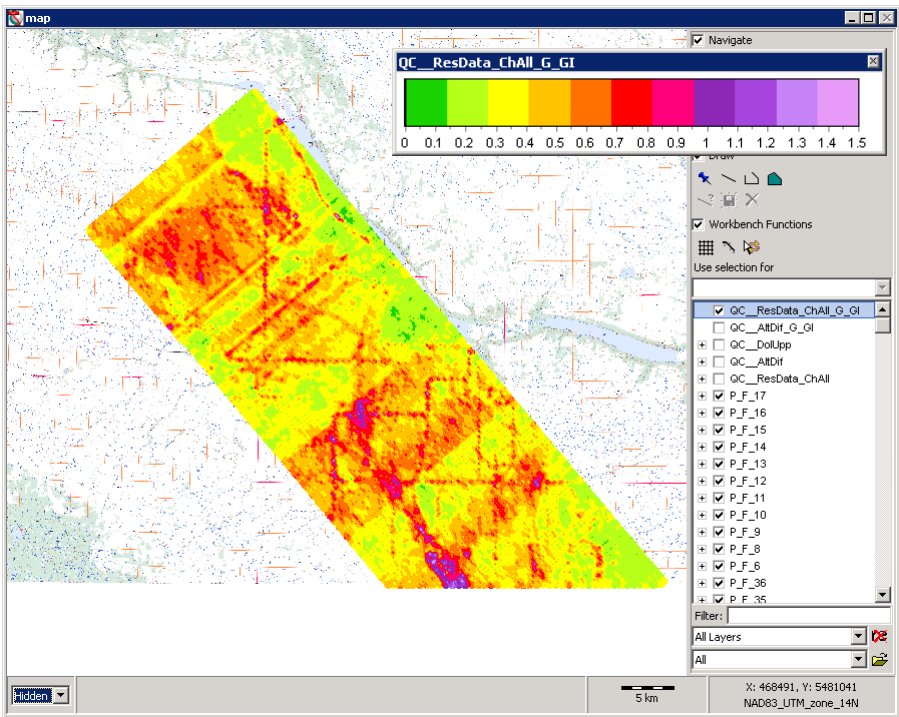 map
Navigate
QC__ResData_ChAll_G_GI
0 0.1 0.2 0.3 0.4 0.5 0.6 0.7 0.8 0.9 1 1.1 1.2 1.3 1.4 1.5
Draw
Workbench Functions
Use selection for
QC__ResData_ChAll_G_GI
QC__AltDif_G_GI
QC__DolUpp
QC__AltDif
QC__ResData_ChAll
P_F_17
P_F_16
P_F_15
P_F_14
P_F_13
P_F_12
P_F_11
P_F_10
P_F_9
P_F_8
P_F_6
P_F_36
P_F_35
Filter:
All Layers
All
Hidden
5 km
X: 468491, Y: 5481041
NAD83_UTM_zone_14N